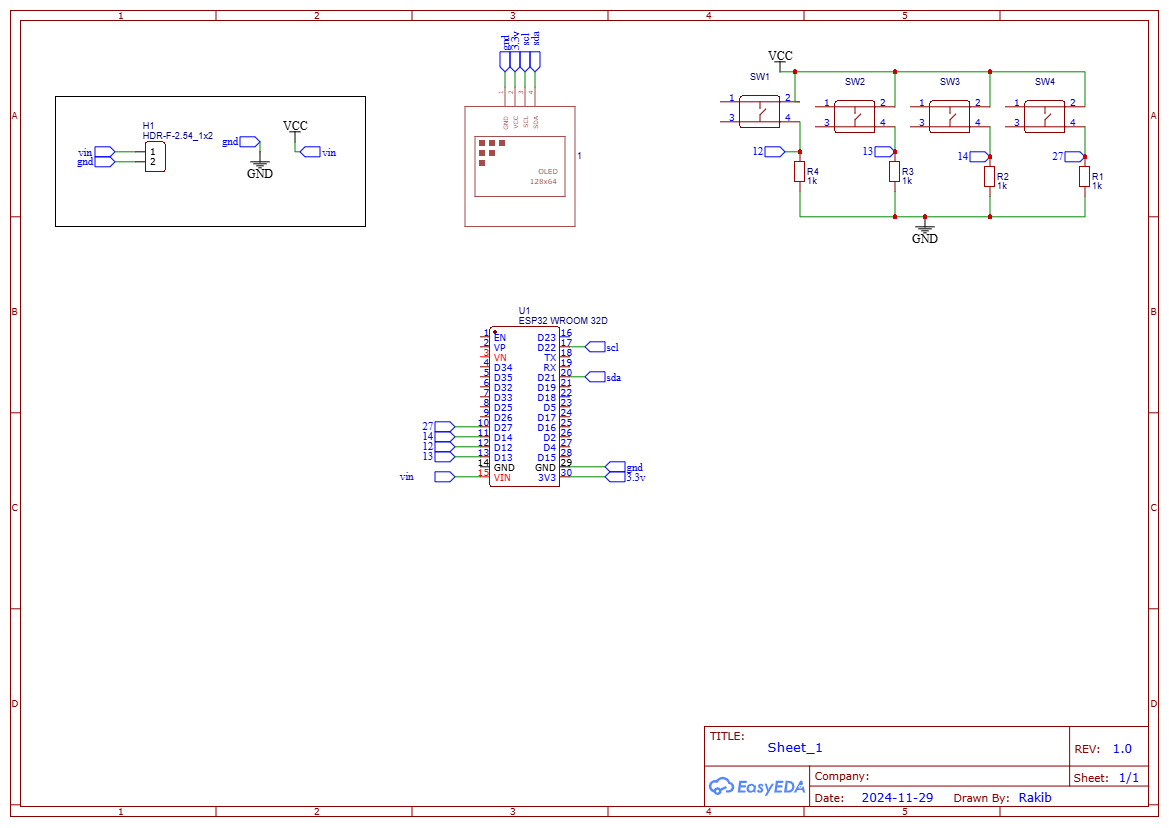 1 2 3 4 5
A A
B B
C C
D D
1 2 3 4 5
H1
HDR-F-2.54_1x2
vin 1
gnd 2
gnd
GND
VCC
vin
gnd 3.3v scl sda
1 2 3 4
GND VCC SCL SDA
OLED
128x64
1
VCC
SW1 SW2 SW3 SW4
1 2 1 2 1 2 1 2
3 4 3 4 3 4 3 4
12 13 14 27
R4
1k
R3
1k
R2
1k
R1
1k
GND
U1
ESP32 WROOM 32D
1 EN D23 16
2 VP D22 17 scl
3 VN TX 18
4 D34 RX 19
5 D35 D21 20 sda
6 D32 D19 21
7 D33 D18 22
8 D25 D5 23
9 D26 D17 24
27 10 D27 D16 25
14 11 D14 D2 26
12 12 D12 D4 27
13 13 D13 D15 28
14 GND GND 29 gnd
vin 15 VIN 3V3 30 3.3v
TITLE:
Sheet_1
REV: 1.0
EasyEDA
Company:
Sheet: 1/1
Date: 2024-11-29 Drawn By: Rakib